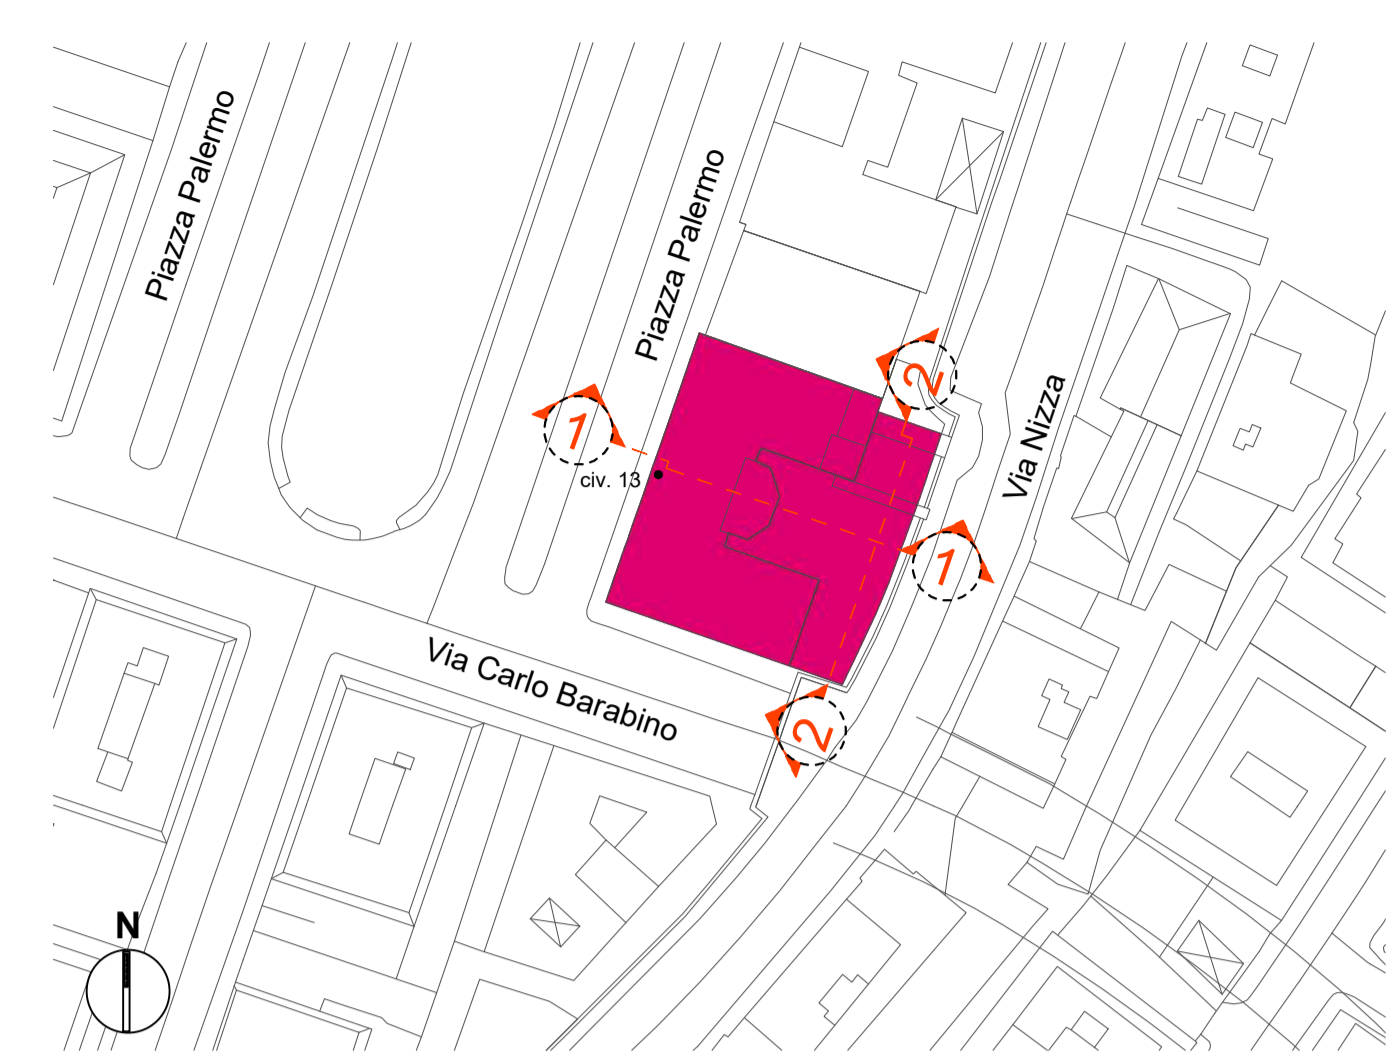 Piazza Palermo
Piazza Palermo
2
Via Nizza
1
civ. 13
1
Via Carlo Barabino
2
N